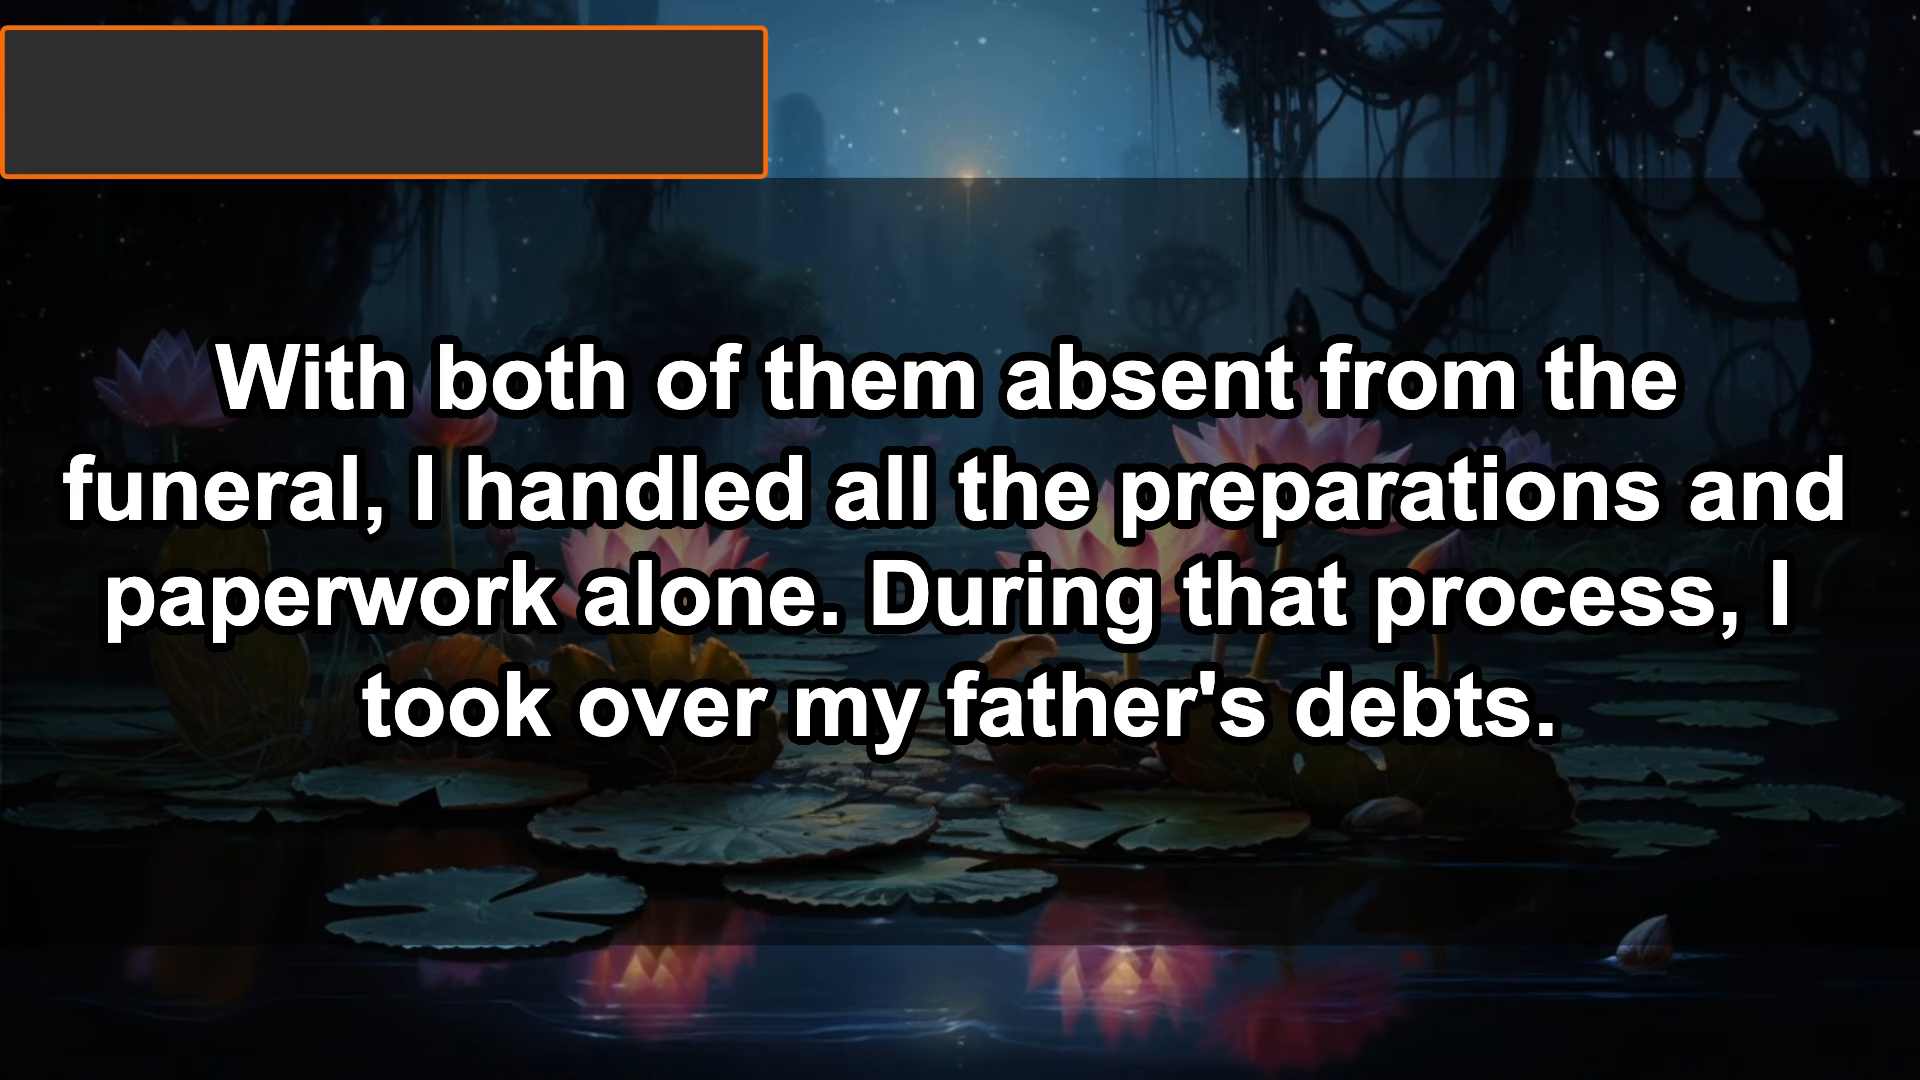 With both of them absent from the
funeral, I handled all the preparations and
paperwork alone. During that process, I
took over my father's debts.